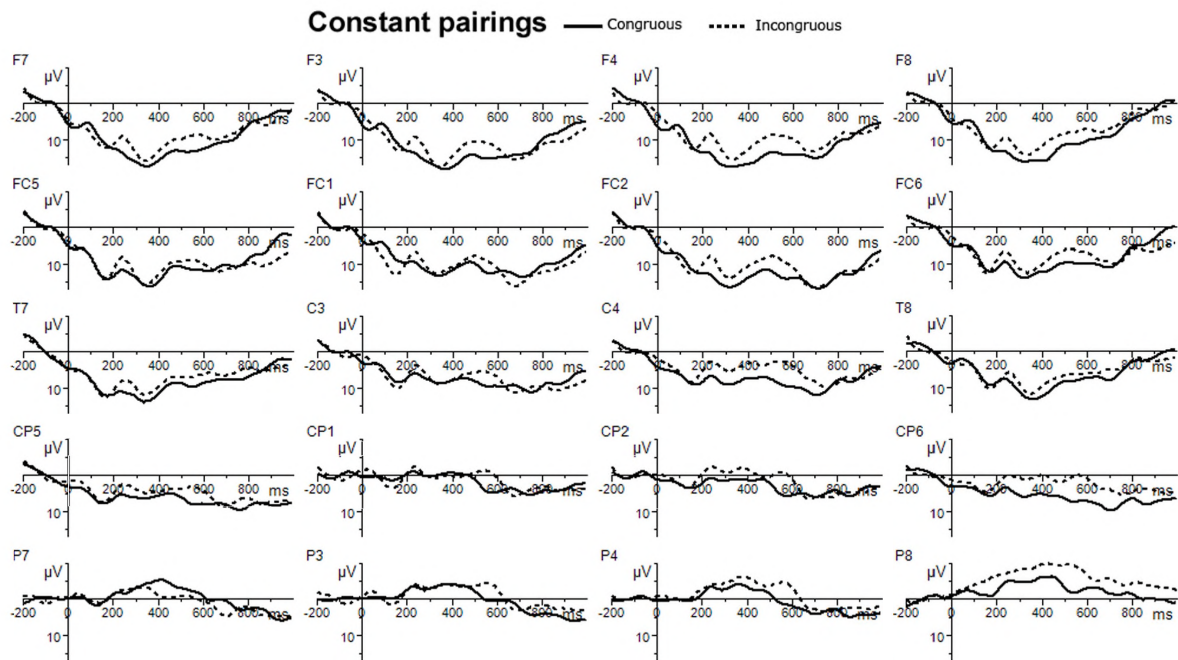 Constant pairings Congruous Incongruous
F7 F3 F4 F8
µV µV µV µV
-200 0 200 400 600 800 ms -200 0 200 400 600 800 ms -200 0 200 400 600 800 ms -200 0 200 400 600 800 ms
10 10 10 10
FC5 FC1 FC2 FC6
µV µV µV µV
-200 0 200 400 600 800 ms -200 0 200 400 600 800 ms -200 0 200 400 600 800 ms -200 0 200 400 600 800 ms
10 10 10 10
T7 C3 C4 T8
µV µV µV µV
-200 0 200 400 600 800 ms -200 0 200 400 600 800 ms -200 0 200 400 600 800 ms -200 0 200 400 600 800 ms
10 10 10 10
CP5 CP1 CP2 CP6
µV µV µV µV
-200 200 400 600 800 ms -200 0 200 400 600 800 ms -200 0 200 400 600 800 ms -200 0 200 400 600 800 ms
10 10 10 10
P7 P3 P4 P8
µV µV µV µV
-200 0 200 400 600 800 ms -200 0 200 400 600 800 ms -200 0 200 400 600 800 ms -200 0 200 400 600 800 ms
10 10 10 10